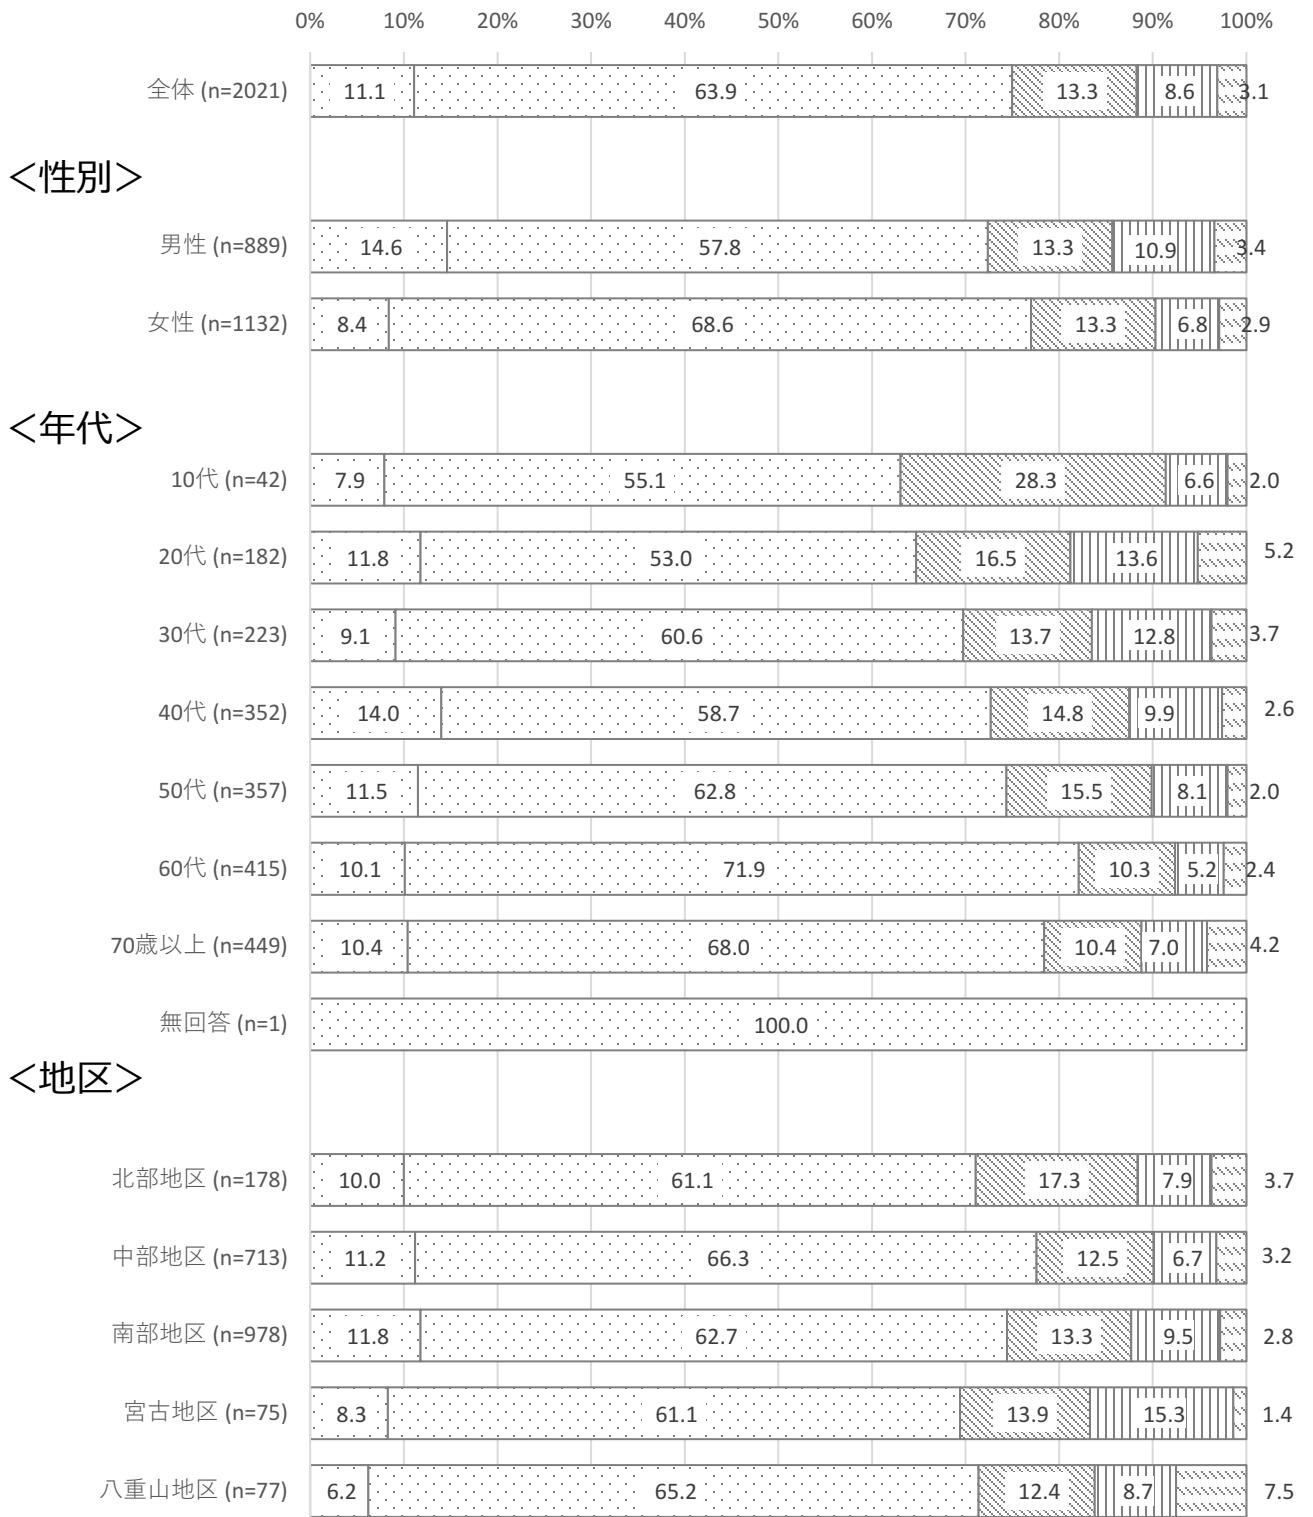 0% 10% 20% 30% 40% 50% 60% 70% 80% 90% 100%
全体 (n=2021) 11.1 63.9 13.3 8.6 3.1
＜性別＞
男性 (n=889) 14.6 57.8 13.3 10.9 3.4
女性 (n=1132) 8.4 68.6 13.3 6.8 2.9
＜年代＞
10代 (n=42) 7.9 55.1 28.3 6.6 2.0
20代 (n=182) 11.8 53.0 16.5 13.6 5.2
30代 (n=223) 9.1 60.6 13.7 12.8 3.7
40代 (n=352) 14.0 58.7 14.8 9.9 2.6
50代 (n=357) 11.5 62.8 15.5 8.1 2.0
60代 (n=415) 10.1 71.9 10.3 5.2 2.4
70歳以上 (n=449) 10.4 68.0 10.4 7.0 4.2
無回答 (n=1) 100.0
＜地区＞
北部地区 (n=178) 10.0 61.1 17.3 7.9 3.7
中部地区 (n=713) 11.2 66.3 12.5 6.7 3.2
南部地区 (n=978) 11.8 62.7 13.3 9.5 2.8
宮古地区 (n=75) 8.3 61.1 13.9 15.3 1.4
八重山地区 (n=77) 6.2 65.2 12.4 8.7 7.5